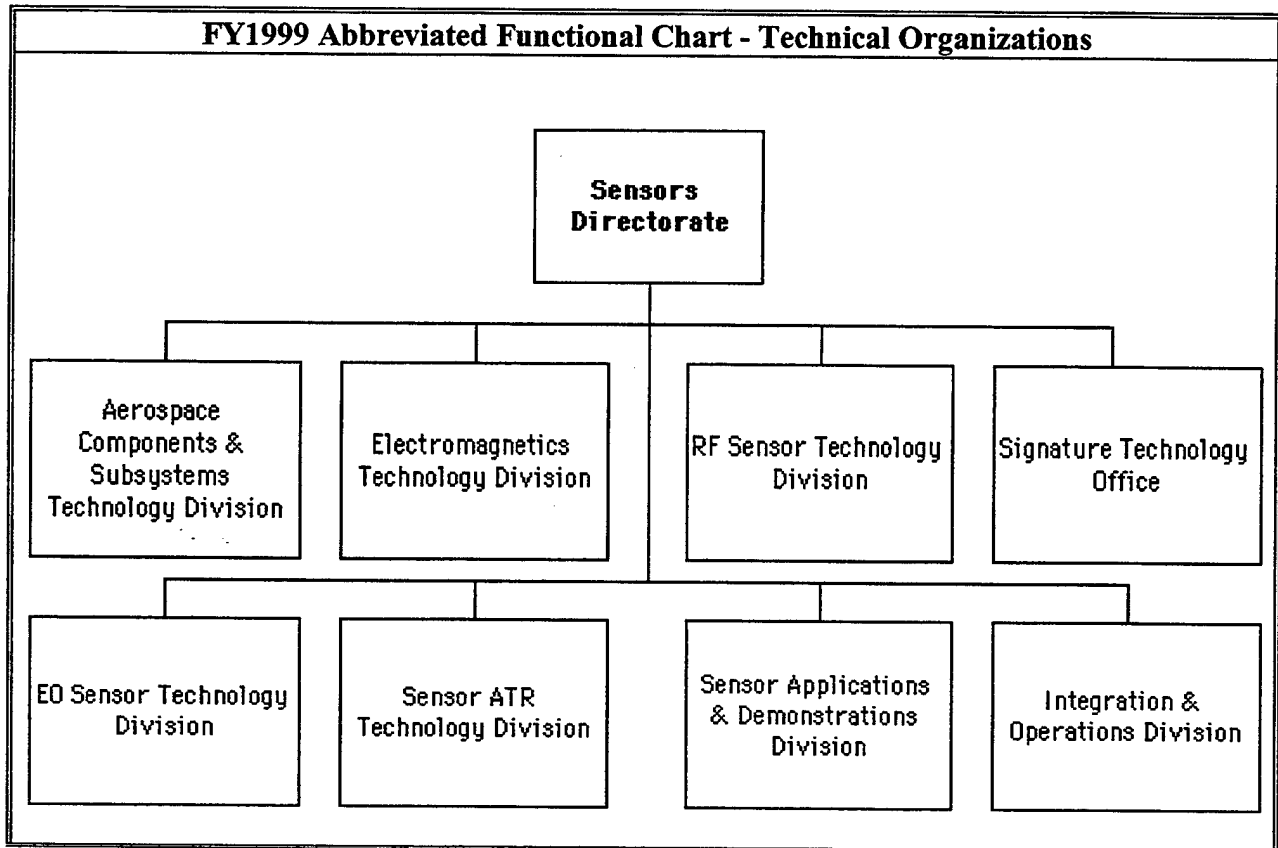 FY1999 Abbreviated Functional Chart - Technical Organizations
Sensors
Directorate
Aerospace
Components &
Subsystems
Technology Division
Electromagnetics
Technology Division
RF Sensor Technology
Division
Signature Technology
Office
EO Sensor Technology
Division
Sensor ATR
Technology Division
Sensor Applications
& Demonstrations
Division
Integration &
Operations Division